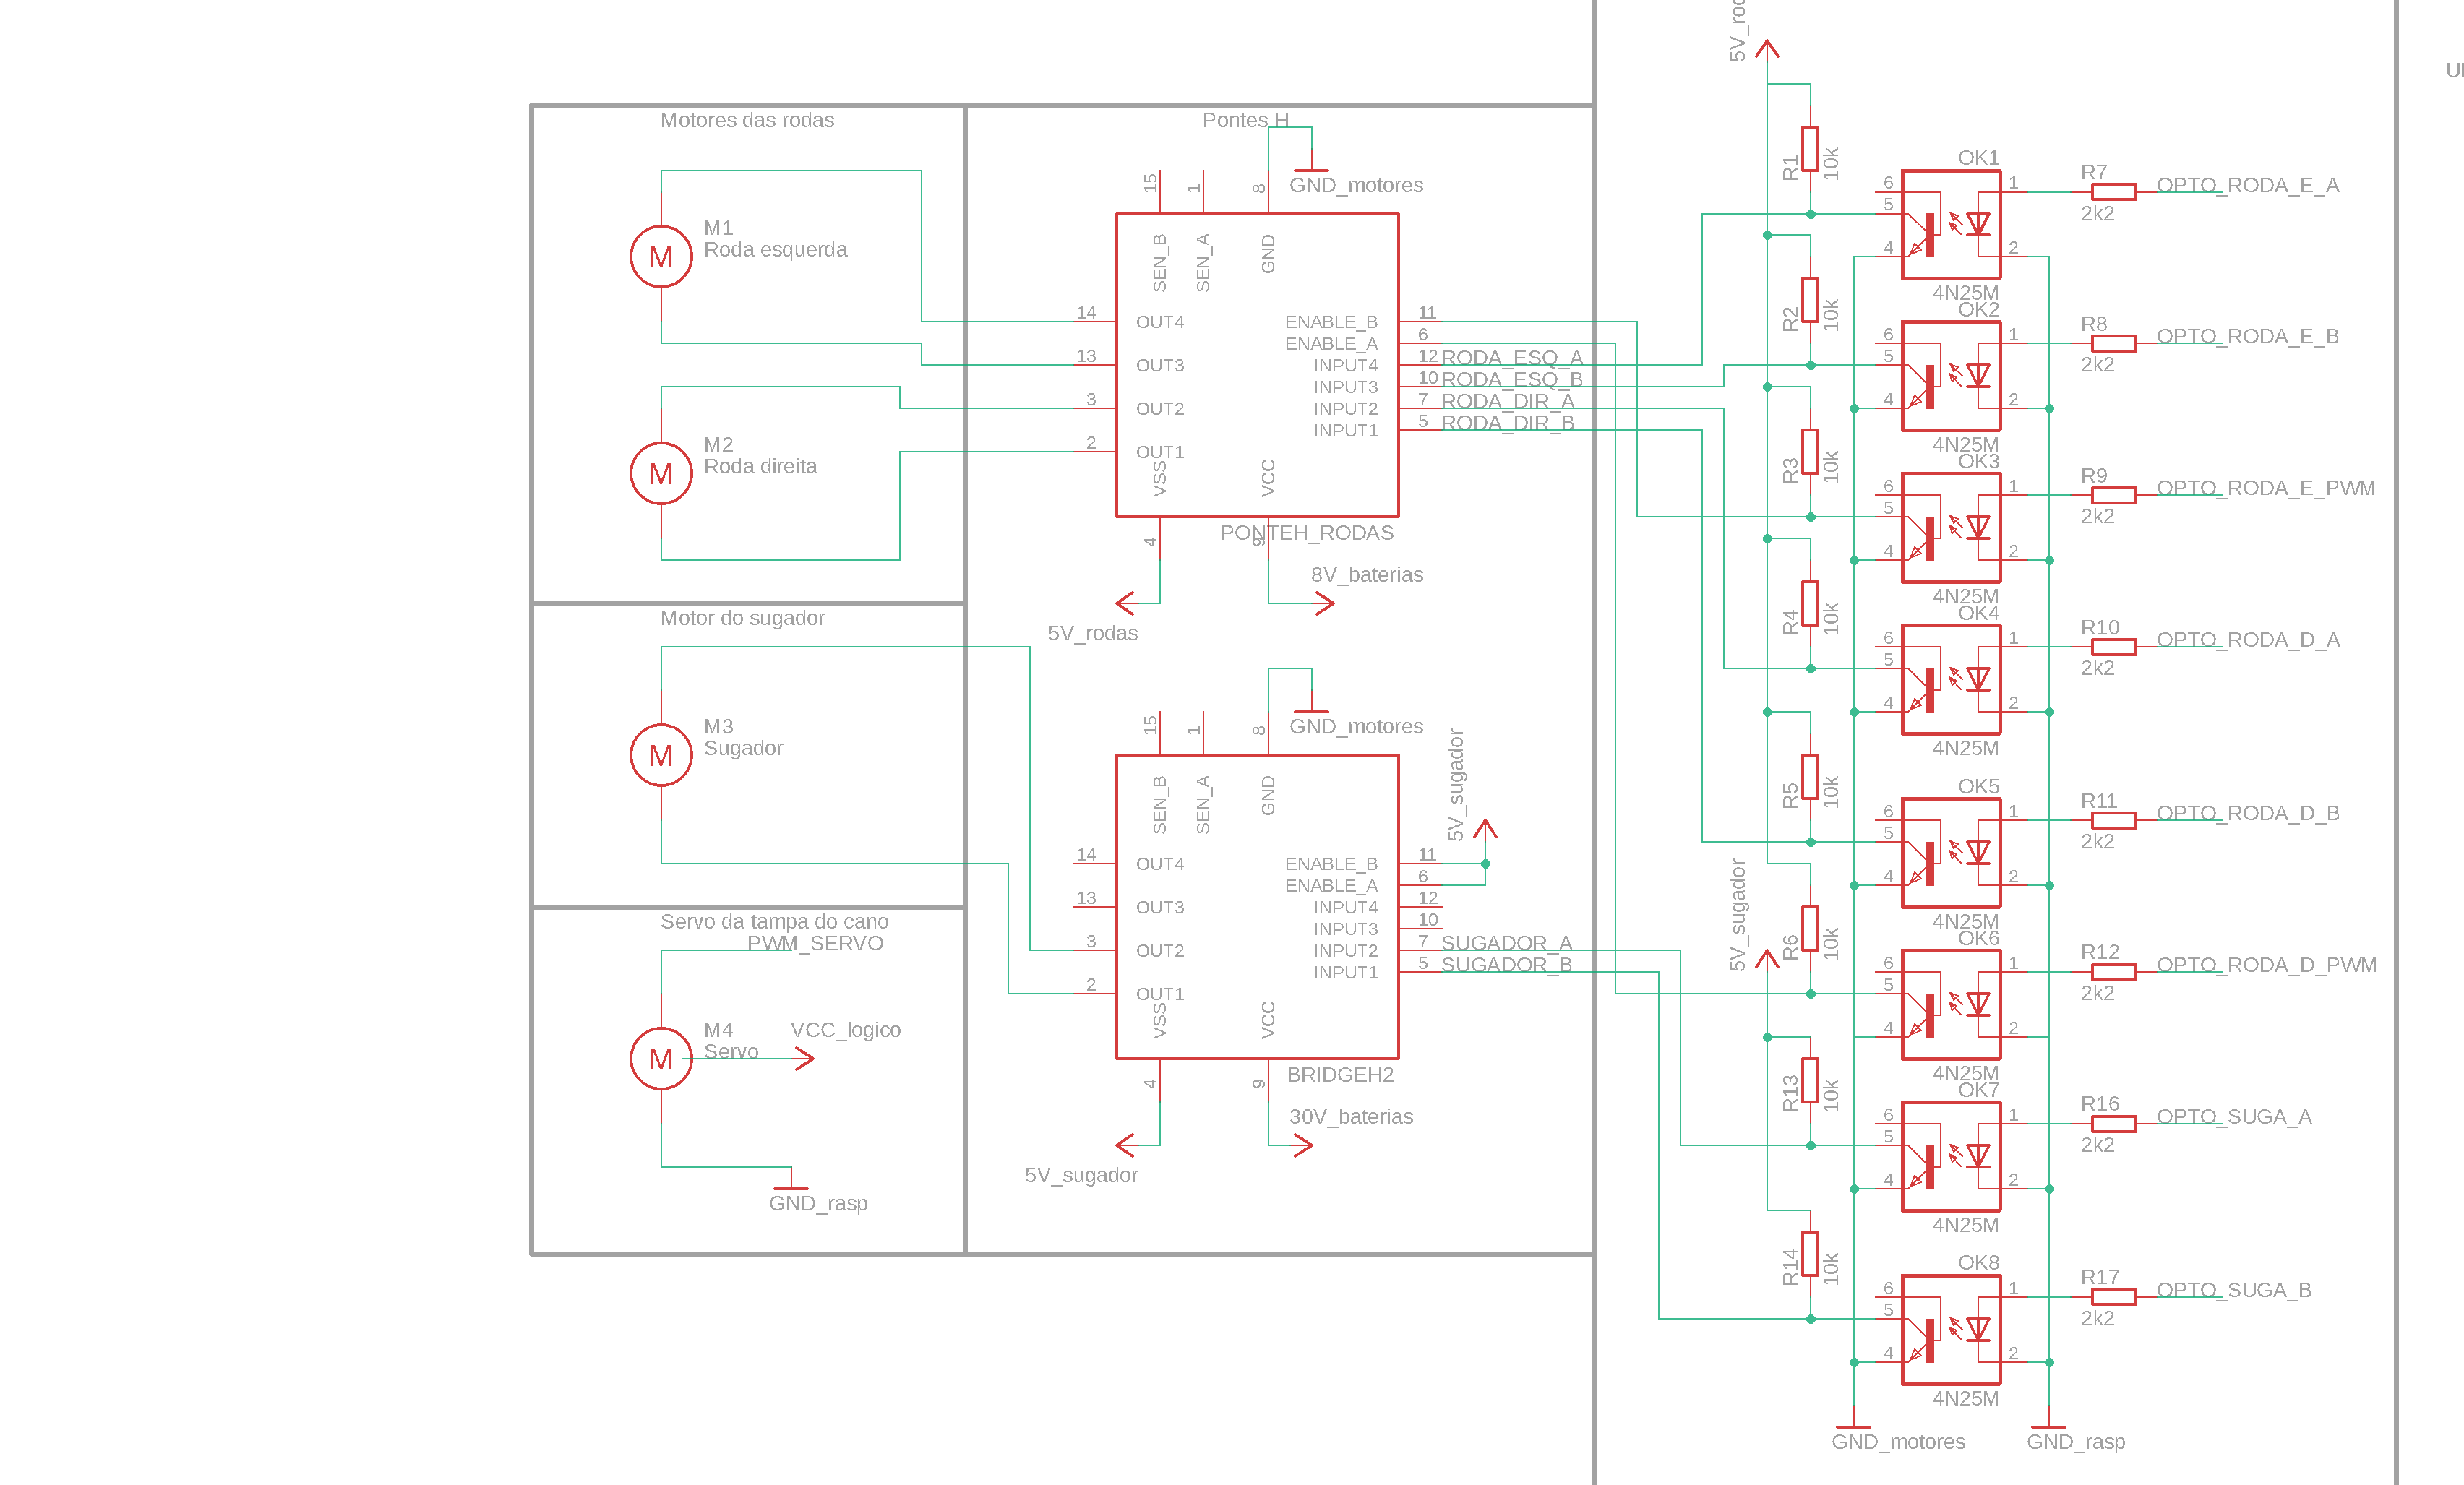 Motores das rodas
M
M1
Roda esquerda
M
M2
Roda direita
Motor do sugador
M
M3
Sugador
Servo da tampa do cano
PWM_SERVO
M
M4
Servo
VCC_logico
GND_rasp
Pontes H
GND_motores
15
1
8
SEN_B
SEN_A
GND
14
OUT4
13
OUT3
3
OUT2
2
OUT1
VSS
VCC
ENABLE_B
11
ENABLE_A
6
INPUT4
12
RODA_ESQ_A
INPUT3
10
RODA_ESQ_B
INPUT2
7
RODA_DIR_A
INPUT1
5
RODA_DIR_B
PONTEH_RODAS
4
9
8V_baterias
5V_rodas
GND_motores
15
1
8
SEN_B
SEN_A
GND
5V_sugador
14
OUT4
13
OUT3
3
OUT2
2
OUT1
VSS
VCC
ENABLE_B
11
ENABLE_A
6
INPUT4
12
INPUT3
10
INPUT2
7
SUGADOR_A
INPUT1
5
SUGADOR_B
BRIDGEH2
4
9
30V_baterias
5V_sugador
R1
10k
OK1
6
5
4
1
2
4N25M
R7
2k2
OPTO_RODA_E_A
R2
10k
OK2
6
5
4
1
2
4N25M
R8
2k2
OPTO_RODA_E_B
R3
10k
OK3
6
5
4
1
2
4N25M
R9
2k2
OPTO_RODA_E_PWM
R4
10k
OK4
6
5
4
1
2
4N25M
R10
2k2
OPTO_RODA_D_A
R5
10k
OK5
6
5
4
1
2
4N25M
R11
2k2
OPTO_RODA_D_B
5V_sugador
R6
10k
OK6
6
5
4
1
2
4N25M
R12
2k2
OPTO_RODA_D_PWM
R13
10k
OK7
6
5
4
1
2
4N25M
R16
2k2
OPTO_SUGA_A
R14
10k
OK8
6
5
4
1
2
4N25M
R17
2k2
OPTO_SUGA_B
GND_motores
GND_rasp